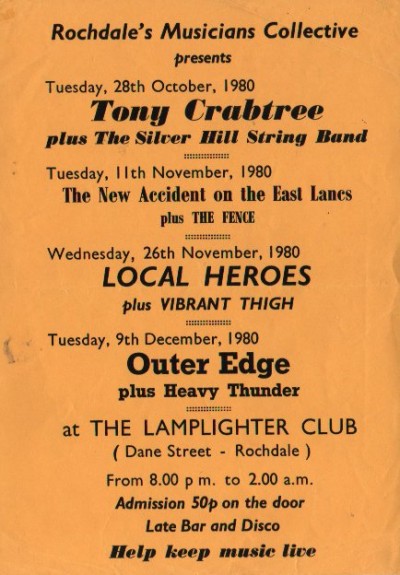 Rochdale's Musicians Collective
presents
Tuesday, 28th October, 1980
Tony Crabtree
plus The Silver Hill String Band
Tuesday, 11th November, 1980
The New Accident on the East Lancs
plus THE FENCE
Wednesday, 26th November, 1980
LOCAL HEROES
plus VIBRANT THIGH
Tuesday, 9th December, 1980
Outer Edge
plus Heavy Thunder
at THE LAMPLIGHTER CLUB
( Dane Street - Rochdale )
From 8.00 p m. to 2.00 a.m.
Admission 50p on the door
Late Bar and Disco
Help keep music live